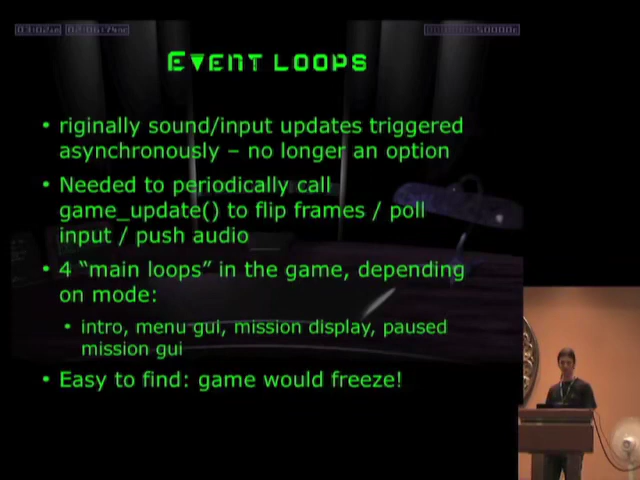 EVENT LOOPS
• riginally sound/input updates triggered
asynchronously – no longer an option
• Needed to periodically call
game_update() to flip frames / poll
input / push audio
• 4 “main loops” in the game, depending
on mode:
• intro, menu gui, mission display, paused
mission gui
• Easy to find: game would freeze!